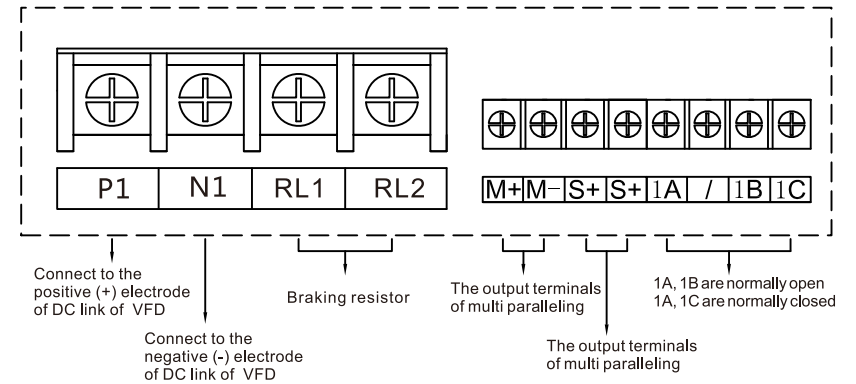 P1 N1 RL1 RL2
M+ M- S+ S+ 1A / 1B 1C
Connect to the
positive (+) electrode
of DC link of VFD
Connect to the
negative (-) electrode
of DC link of VFD
Braking resistor
The output terminals
of multi paralleling
The output terminals
of multi paralleling
1A, 1B are normally open
1A, 1C are normally closed